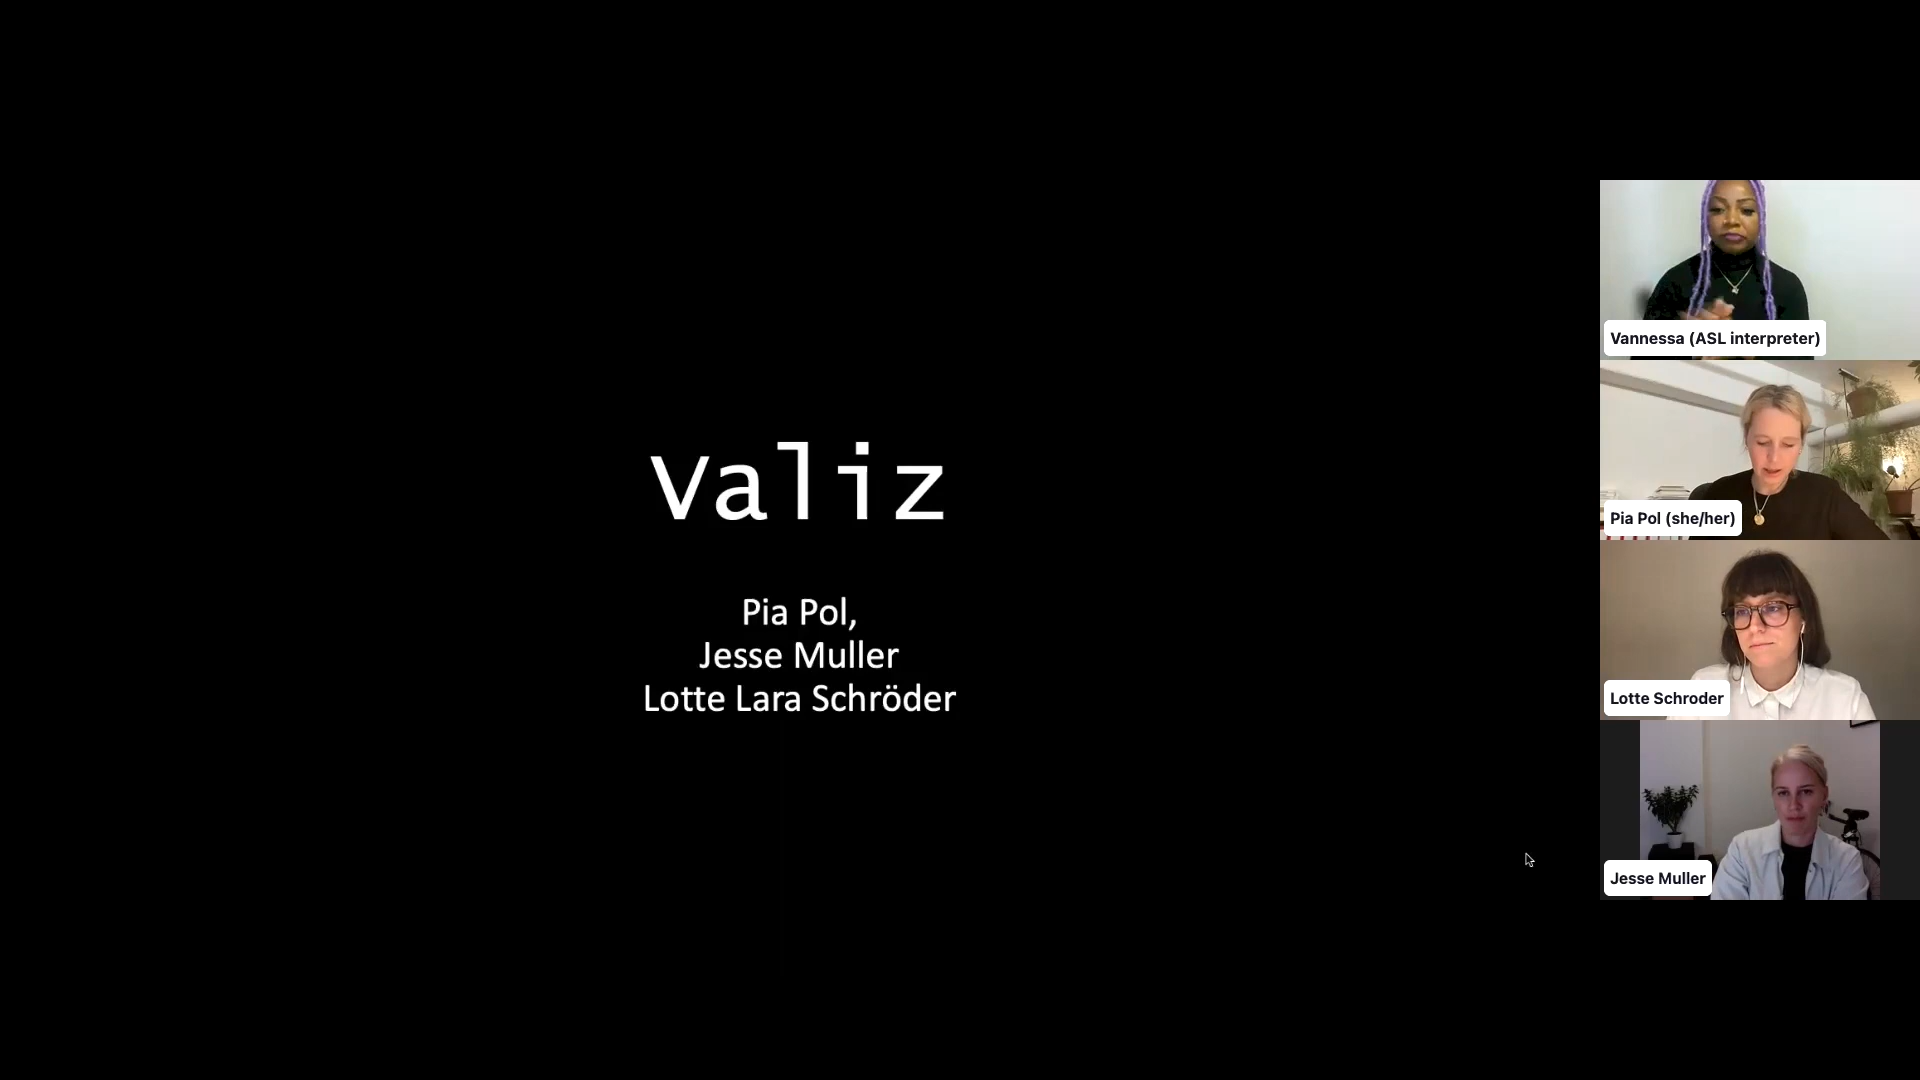 Valiz
Pia Pol,
Jesse Muller
Lotte Lara Schröder
Vannessa (ASL interpreter)
Pia Pol (she/her)
Lotte Schroder
Jesse Muller